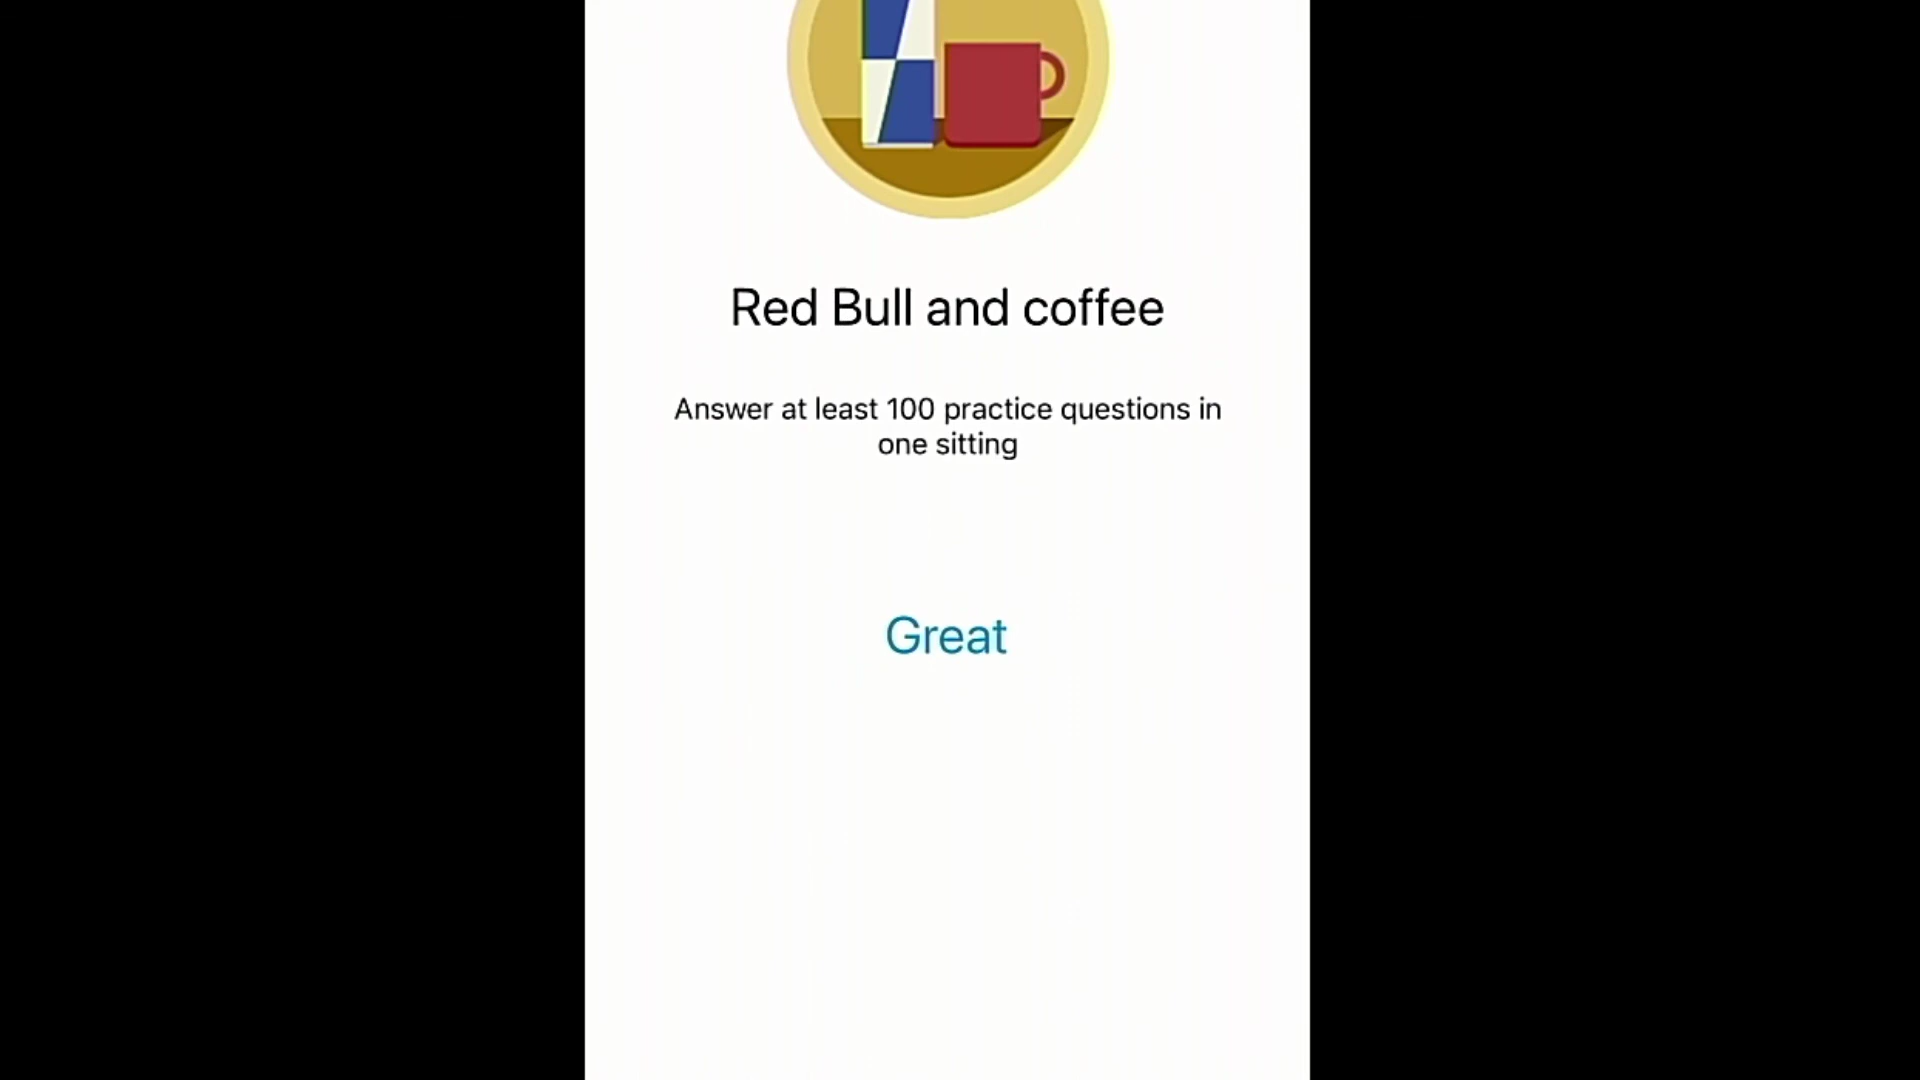 Red Bull and coffee
Answer at least 100 practice questions in
one sitting
Great